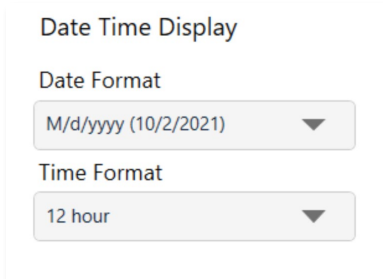 Date Time Display
Date Format
M/d/yyyy (10/2/2021)
Time Format
12 hour